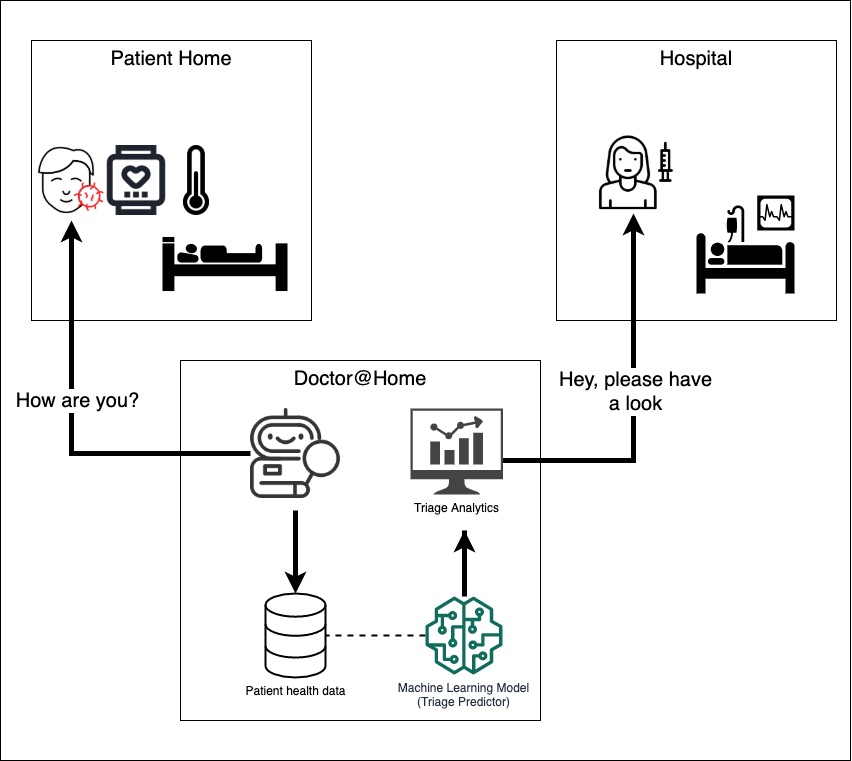 Patient Home
Hospital
How are you?
Doctor@Home
Hey, please have
a look
Triage Analytics
Patient health data
Machine Learning Model
(Triage Predictor)